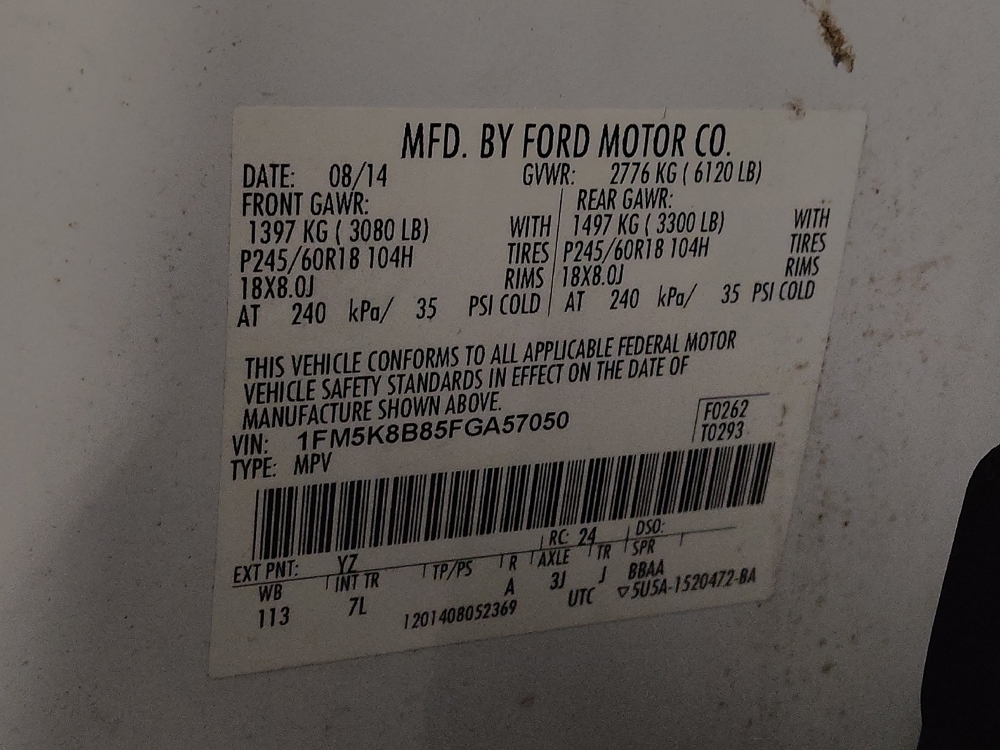 MFD. BY FORD MOTOR CO.
DATE: 08/14 GVWR: 2776 KG ( 6120 LB)
FRONT GAWR: REAR GAWR:
1397 KG ( 3080 LB) WITH 1497 KG ( 3300 LB) WITH
P245/60R18 104H TIRES P245/60R18 104H TIRES
18X8.0J RIMS 18X8.0J RIMS
AT 240 kPa/ 35 PSI COLD AT 240 kPa/ 35 PSI COLD
THIS VEHICLE CONFORMS TO ALL APPLICABLE FEDERAL MOTOR
VEHICLE SAFETY STANDARDS IN EFFECT ON THE DATE OF
MANUFACTURE SHOWN ABOVE.
VIN: 1FM5K8B85FGA57050 F0262
TYPE: MPV T0293
EXT PNT: YZ RC: 24 DSO:
WB INT TR TP/PS R AXLE TR SPR
113 7L A 3J J BBAA
1201408052369 UTC ▽5U5A-1520472-BA